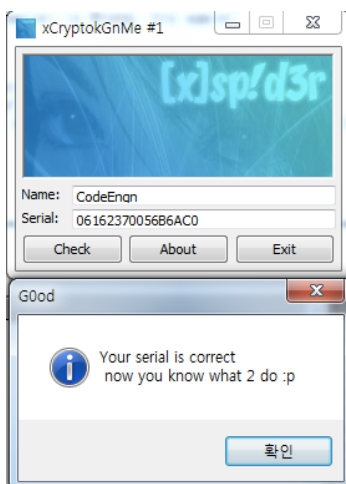 xCryptokGnMe #1
[x]sp!d3r
Name: CodeEngn
Serial: 06162370056B6AC0
Check About Exit
G0od
Your serial is correct
now you know what 2 do :p
확인